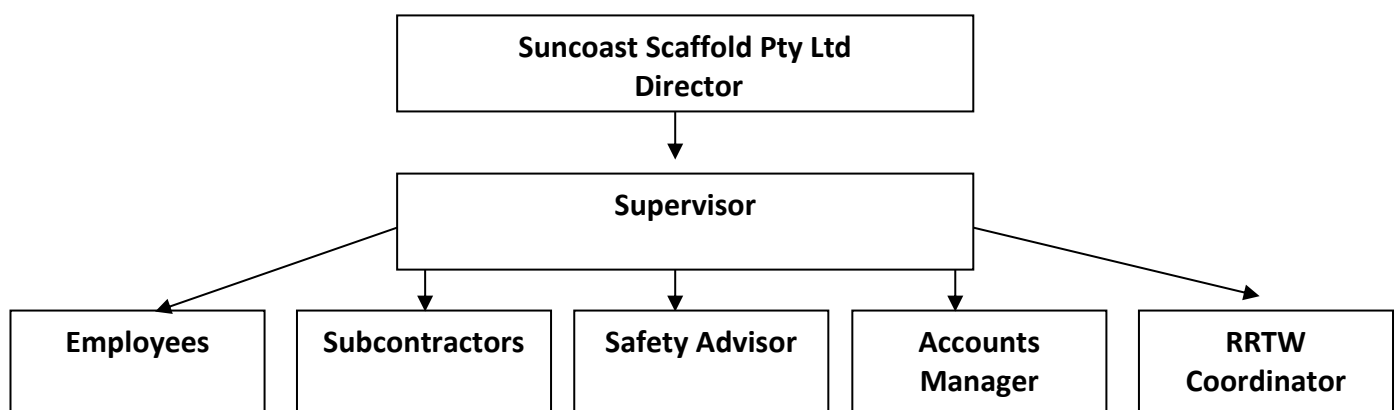 Suncoast Scaffold Pty Ltd
Director
Supervisor
Employees
Subcontractors
Safety Advisor
Accounts
Manager
RRTW
Coordinator